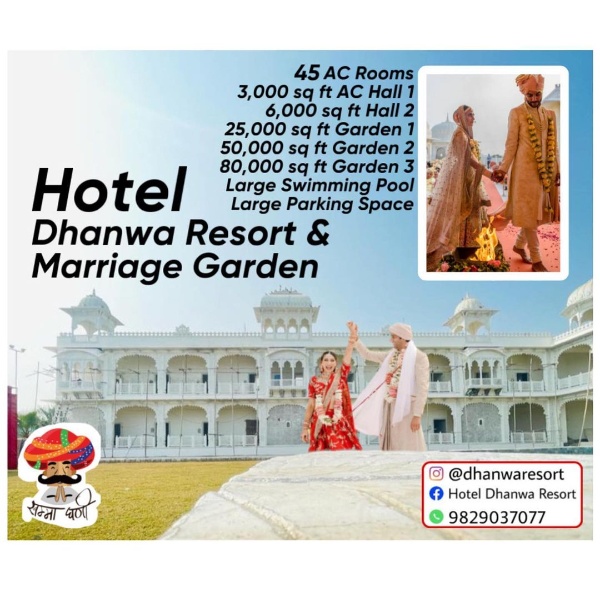 45 AC Rooms
3,000 sq ft AC Hall 1
6,000 sq ft Hall 2
25,000 sq ft Garden 1
50,000 sq ft Garden 2
80,000 sq ft Garden 3
Large Swimming Pool
Large Parking Space
Hotel
Dhanwa Resort &
Marriage Garden
खम्मा घणी
@dhanwaresort
Hotel Dhanwa Resort
9829037077